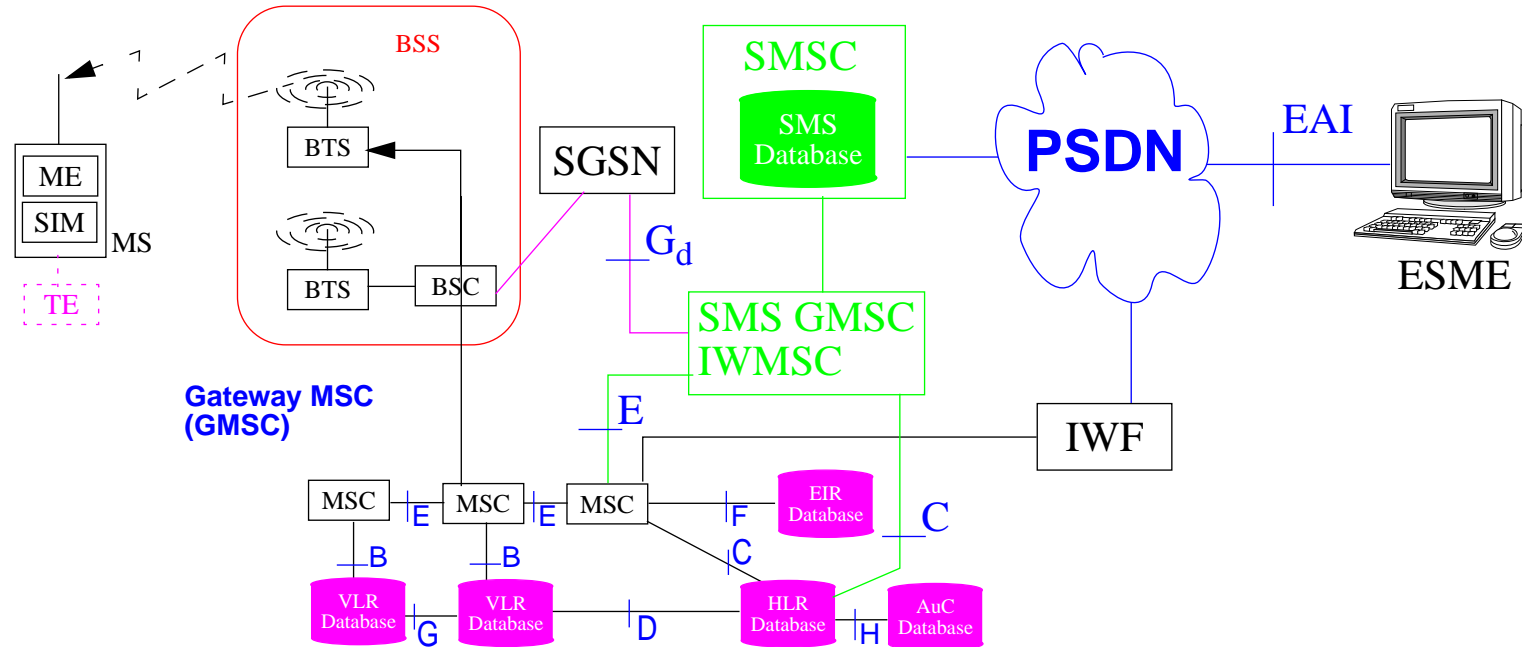 BSS
SMSC
SMS
Database
PSDN
EAI
ESME
BTS
SGSN
ME
SIM
MS
TE
BTS
BSC
Gd
SMS GMSC
IWMSC
Gateway MSC
(GMSC)
E
IWF
MSC
E
MSC
E
MSC
F
EIR
Database
C
B
B
C
VLR
Database
G
VLR
Database
D
HLR
Database
H
AuC
Database